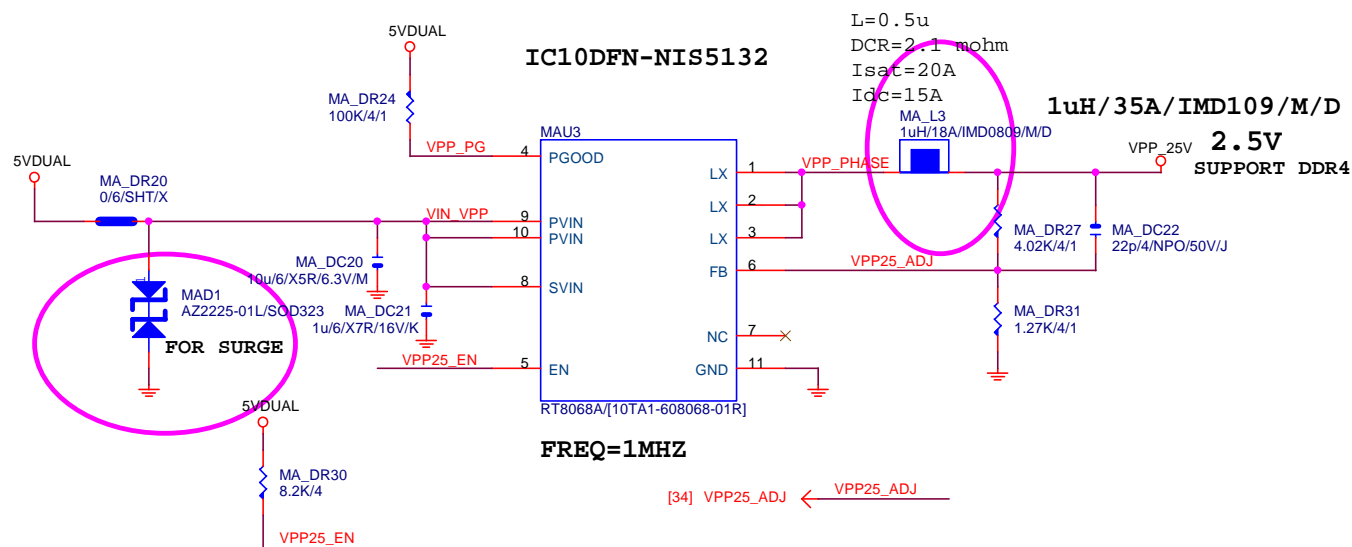 L=0.5u
DCR=2.1 mohm
Isat=20A
Idc=15A
5VDUAL
IC10DFN-NIS5132
MA_DR24
100K/4/1
MA_L3
1uH/18A/IMD0809/M/D
1uH/35A/IMD109/M/D
2.5V
SUPPORT DDR4
MAU3
VPP_PG
4
PGOOD
LX
1
VPP_PHASE
VPP_25V
5VDUAL
MA_DR20
0/6/SHT/X
VIN_VPP
9
PVIN
10
PVIN
LX
2
LX
3
MA_DR27
4.02K/4/1
MA_DC22
22p/4/NPO/50V/J
MA_DC20
10u/6/X5R/6.3V/M
FB
6
VPP25_ADJ
8
SVIN
1
MAD1
AZ2225-01L/SOD323
MA_DC21
1u/6/X7R/16V/K
MA_DR31
1.27K/4/1
FOR SURGE
NC
7
VPP25_EN
5
EN
GND
11
RT8068A/[10TA1-608068-01R]
5VDUAL
FREQ=1MHZ
MA_DR30
8.2K/4
[34] VPP25_ADJ
VPP25_ADJ
VPP25_EN